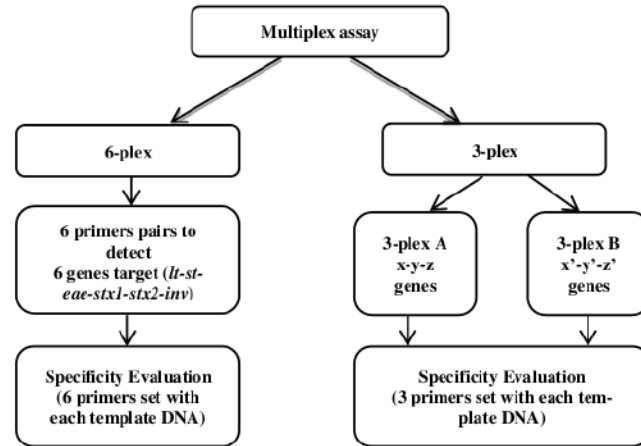 Multiplex assay
6-plex
3-plex
6 primers pairs to
detect
6 genes target (lt-st-
eae-stx1-stx2-inv)
3-plex A
x-y-z
genes
3-plex B
x’-y’-z’
genes
Specificity Evaluation
(6 primers set with
each template DNA)
Specificity Evaluation
(3 primers set with each tem-
plate DNA)